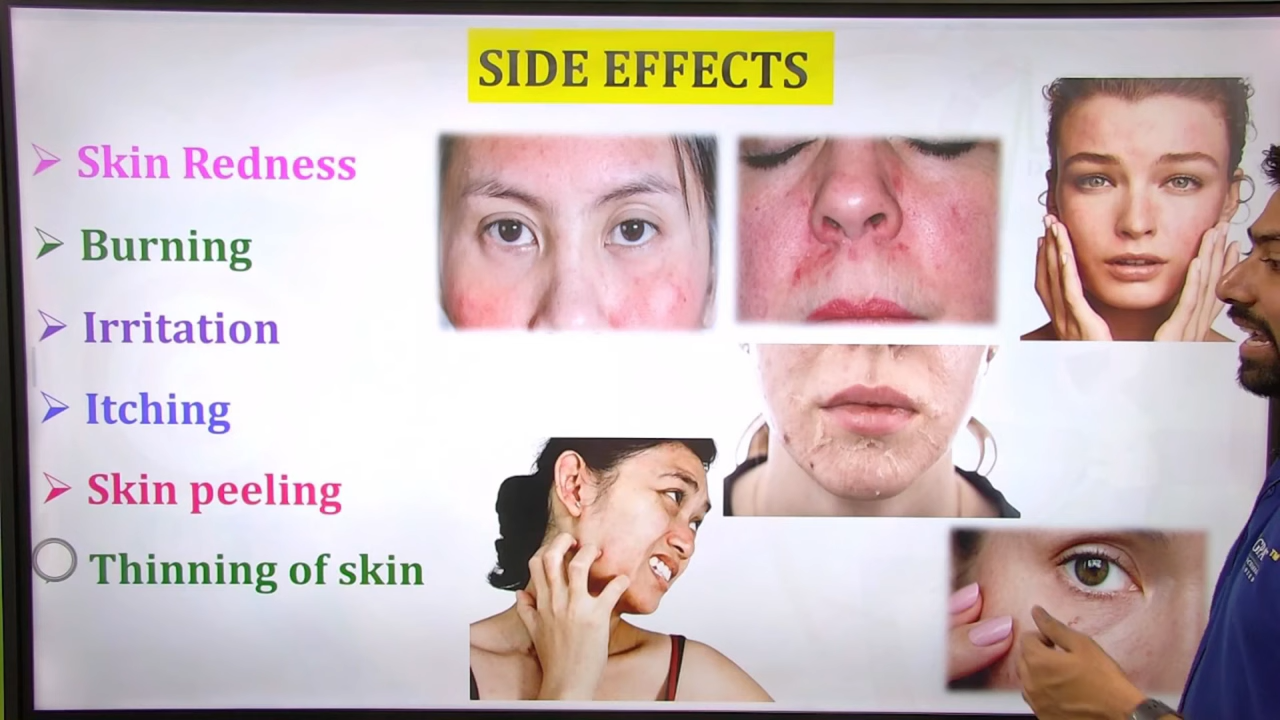 SIDE EFFECTS
Skin Redness
Burning
Irritation
Itching
Skin peeling
Thinning of skin